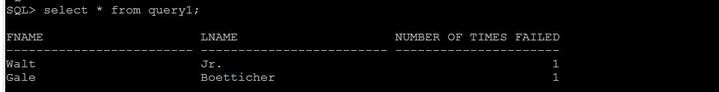 SQL> select * from query1;
FNAME LNAME NUMBER OF TIMES FAILED
------------------------- ------------------------- ----------------------
Walt Jr. 1
Gale Boetticher 1